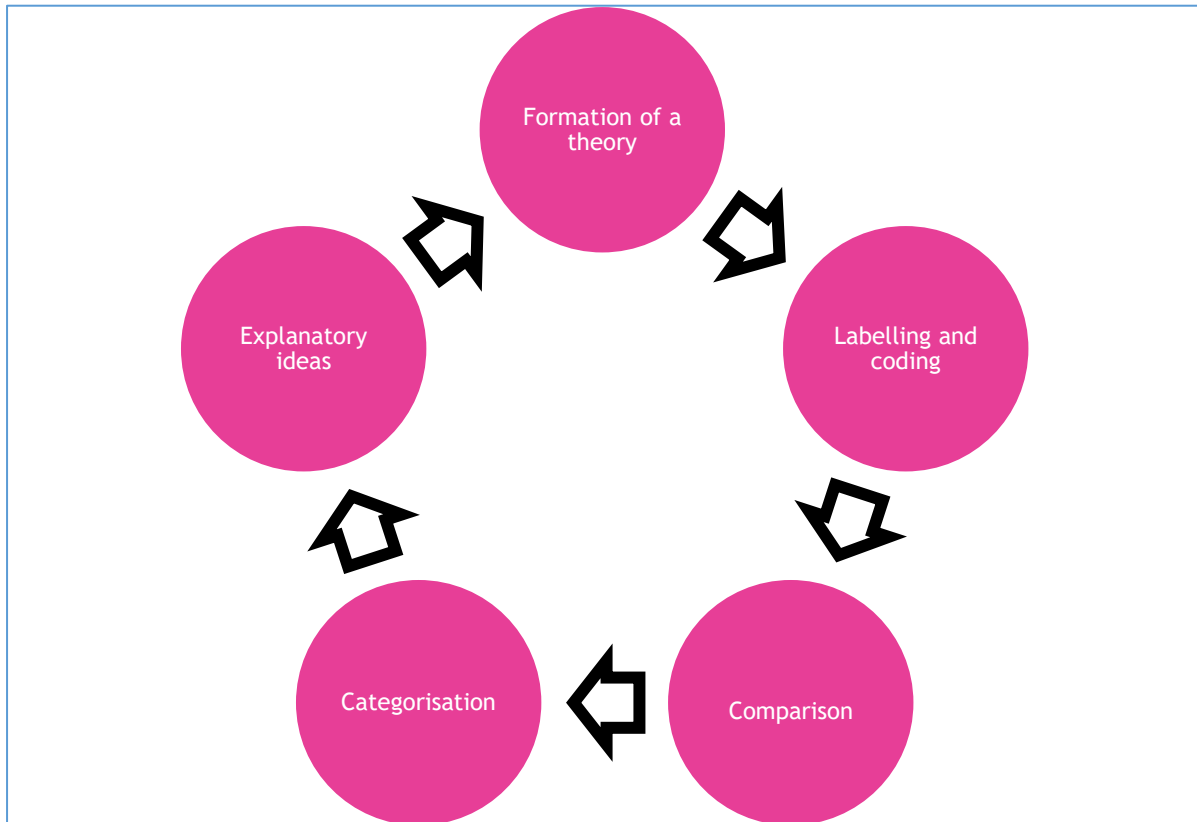 Formation of a
theory
Labelling and
coding
Comparison
Categorisation
Explanatory
ideas